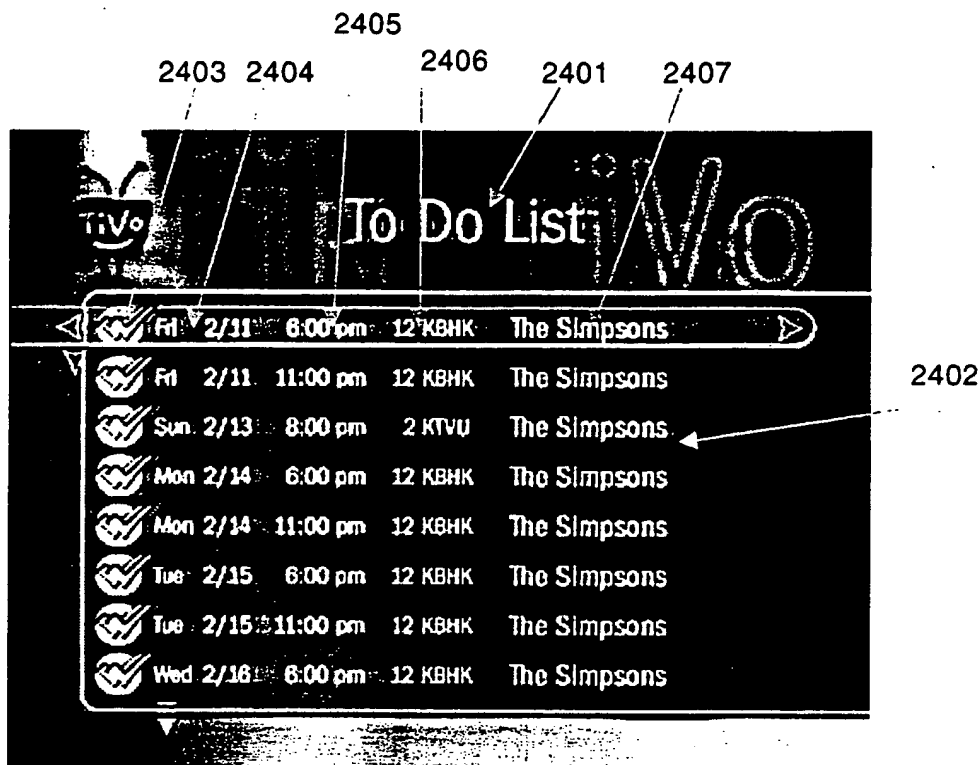 2405
2403 2404 2406 2401 2407
TiVo
To Do List
iVo
Fri 2/11 6:00 pm 12 KBHK The Simpsons
Fri 2/11 11:00 pm 12 KBHK The Simpsons
2402
Sun 2/13 8:00 pm 2 KTVU The Simpsons
Mon 2/14 6:00 pm 12 KBHK The Simpsons
Mon 2/14 11:00 pm 12 KBHK The Simpsons
Tue 2/15 6:00 pm 12 KBHK The Simpsons
Tue 2/15 11:00 pm 12 KBHK The Simpsons
Wed 2/16 6:00 pm 12 KBHK The Simpsons